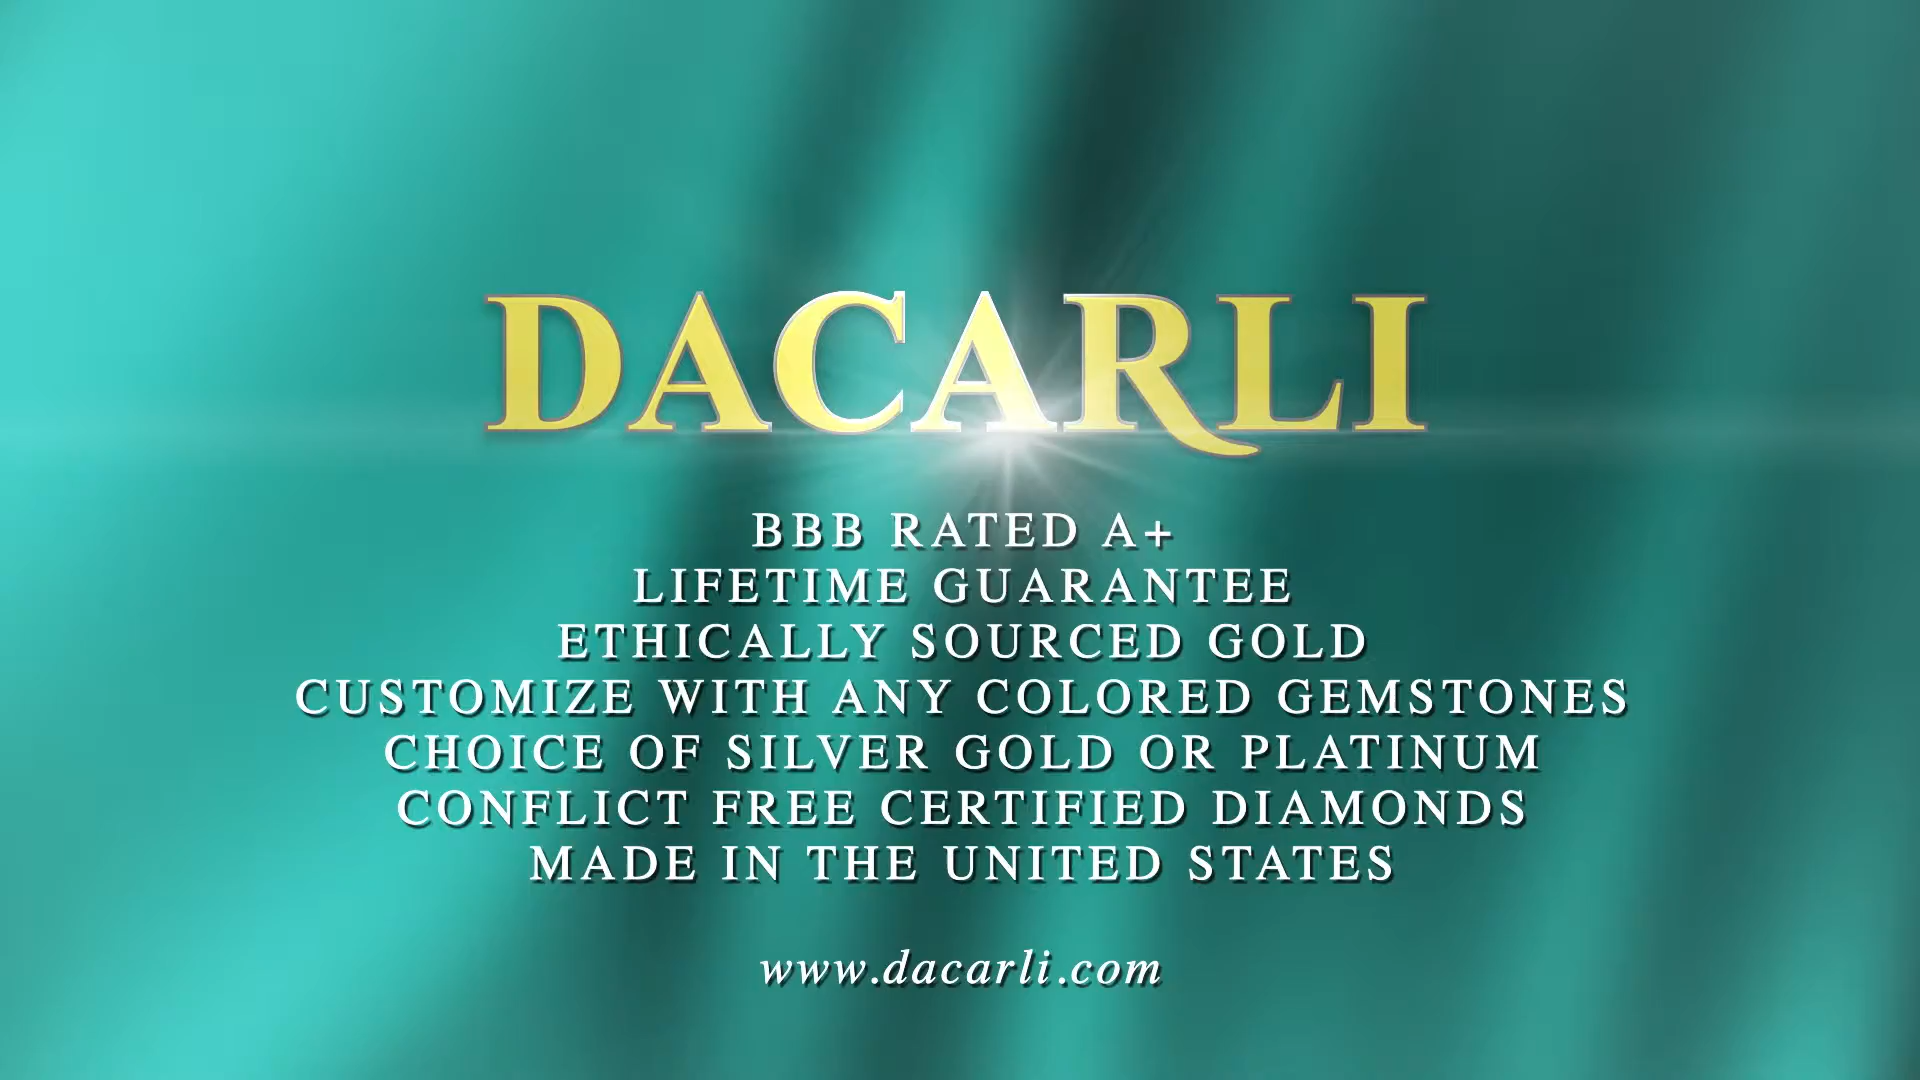 DACARLI
BBB RATED A+
LIFETIME GUARANTEE
ETHICALLY SOURCED GOLD
CUSTOMIZE WITH ANY COLORED GEMSTONES
CHOICE OF SILVER GOLD OR PLATINUM
CONFLICT FREE CERTIFIED DIAMONDS
MADE IN THE UNITED STATES
www.dacarli.com